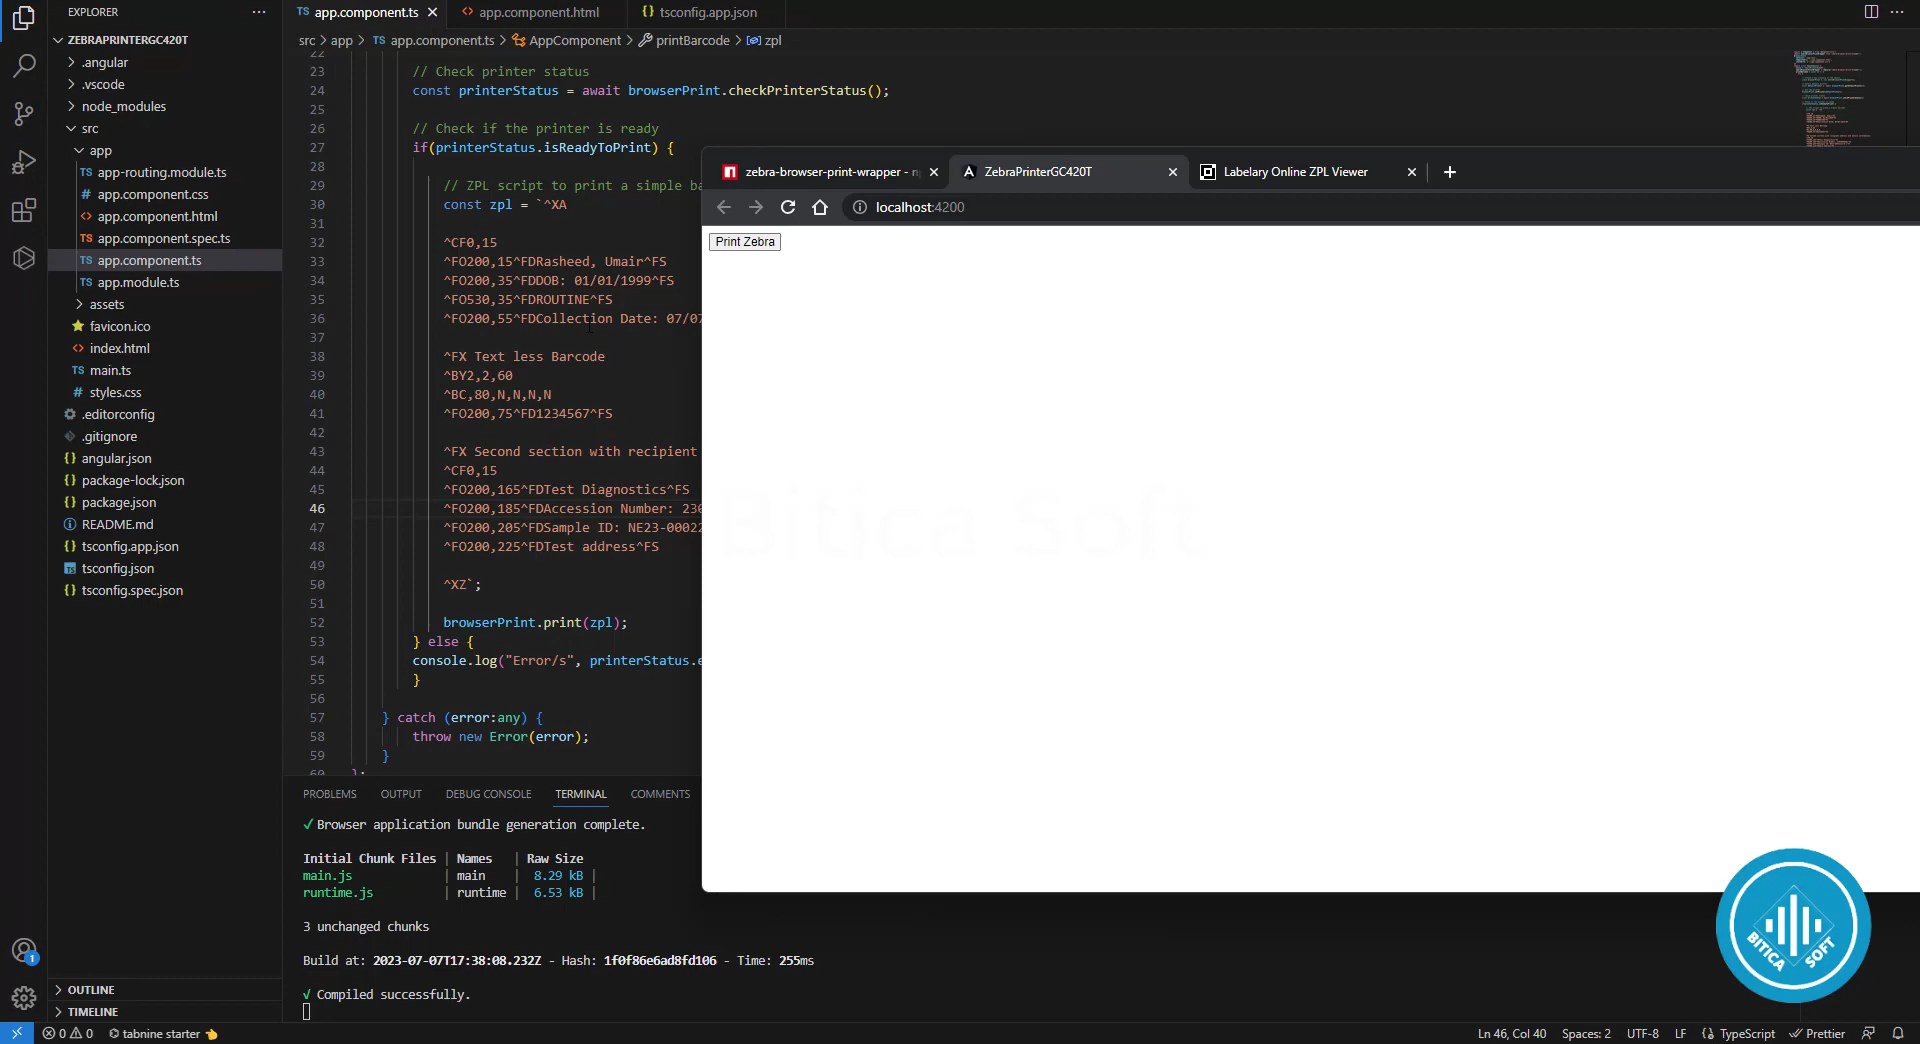 EXPLORER
ZEBRAPRINTERGC420T
.angular
.vscode
node_modules
src
app
TS app-routing.module.ts
# app.component.css
<> app.component.html
TS app.component.spec.ts
TS app.component.ts
TS app.module.ts
assets
favicon.ico
<> index.html
TS main.ts
# styles.css
.editorconfig
.gitignore
{} angular.json
{} package-lock.json
{} package.json
README.md
{} tsconfig.app.json
TS tsconfig.json
{} tsconfig.spec.json
OUTLINE
TIMELINE
TS app.component.ts
<> app.component.html
{} tsconfig.app.json
src > app > TS app.component.ts > AppComponent > printBarcode > zpl
22
23 // Check printer status
24 const printerStatus = await browserPrint.checkPrinterStatus();
25
26 // Check if the printer is ready
27 if(printerStatus.isReadyToPrint) {
28
29 // ZPL script to print a simple ba
30 const zpl = `^XA
31
32 ^CF0,15
33 ^FO200,15^FDRasheed, Umair^FS
34 ^FO200,35^FDDOB: 01/01/1999^FS
35 ^FO530,35^FDROUTINE^FS
36 ^FO200,55^FDCollection Date: 07/07
37
38 ^FX Text less Barcode
39 ^BY2,2,60
40 ^BC,80,N,N,N,N
41 ^FO200,75^FD1234567^FS
42
43 ^FX Second section with recipient
44 ^CF0,15
45 ^FO200,165^FDTest Diagnostics^FS
46 ^FO200,185^FDAccession Number: 230
47 ^FO200,205^FDSample ID: NE23-00022
48 ^FO200,225^FDTest address^FS
49
50 ^XZ`;
51
52 browserPrint.print(zpl);
53 } else {
54 console.log("Error/s", printerStatus.e
55 }
56
57 } catch (error:any) {
58 throw new Error(error);
59 }
60 };
zebra-browser-print-wrapper - n
ZebraPrinterGC420T
Labelary Online ZPL Viewer
localhost:4200
Print Zebra
Bitica Soft
PROBLEMS OUTPUT DEBUG CONSOLE TERMINAL COMMENTS
✓ Browser application bundle generation complete.
Initial Chunk Files | Names | Raw Size
main.js | main | 8.29 kB |
runtime.js | runtime | 6.53 kB |
3 unchanged chunks
Build at: 2023-07-07T17:38:08.232Z - Hash: 1f0f86e6ad8fd106 - Time: 255ms
√ Compiled successfully.
BITICA SOFT
1
0 0 tabnine starter
Ln 46, Col 40 Spaces: 2 UTF-8 LF {} TypeScript Prettier